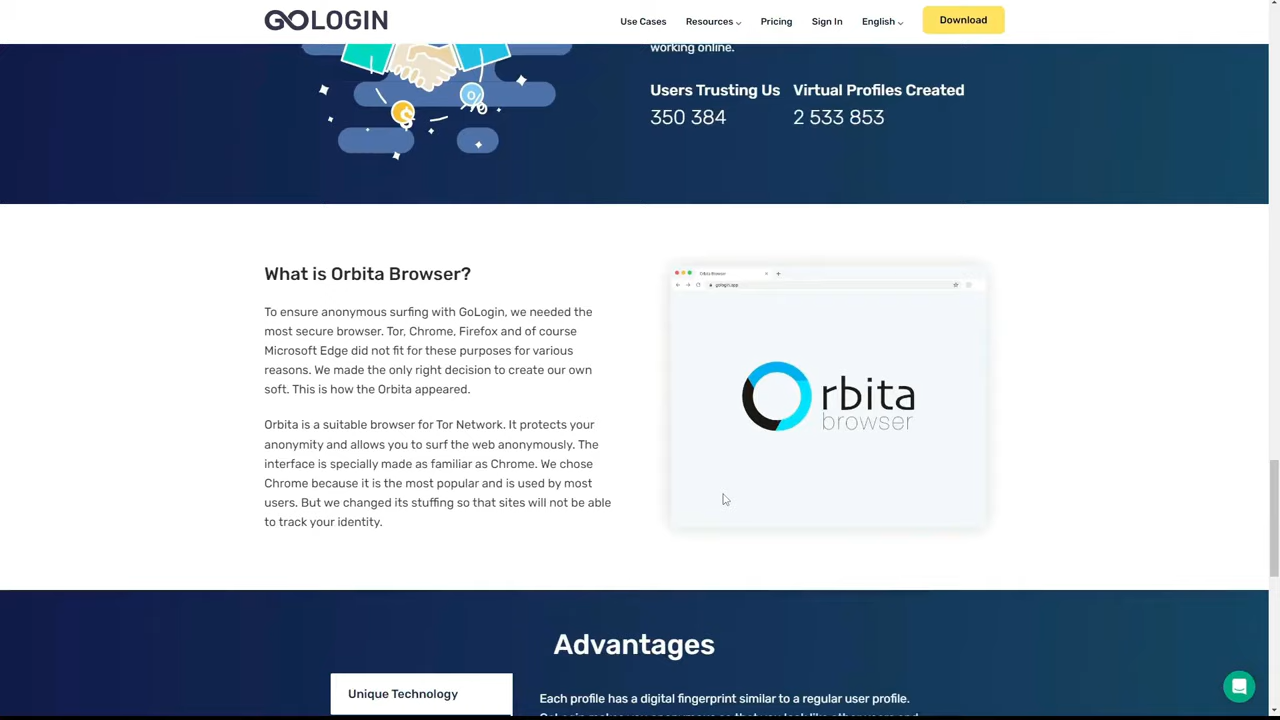 GOLOGIN
Use Cases
Resources
Pricing
Sign In
English
Download
working online.
Users Trusting Us
Virtual Profiles Created
350 384
2 533 853
What is Orbita Browser?
To ensure anonymous surfing with GoLogin, we needed the
most secure browser. Tor, Chrome, Firefox and of course
Microsoft Edge did not fit for these purposes for various
reasons. We made the only right decision to create our own
soft. This is how the Orbita appeared.
Orbita is a suitable browser for Tor Network. It protects your
anonymity and allows you to surf the web anonymously. The
interface is specially made as familiar as Chrome. We chose
Chrome because it is the most popular and is used by most
users. But we changed its stuffing so that sites will not be able
to track your identity.
Orbita Browser
gologin.app
Orbita
browser
Advantages
Unique Technology
Each profile has a digital fingerprint similar to a regular user profile.